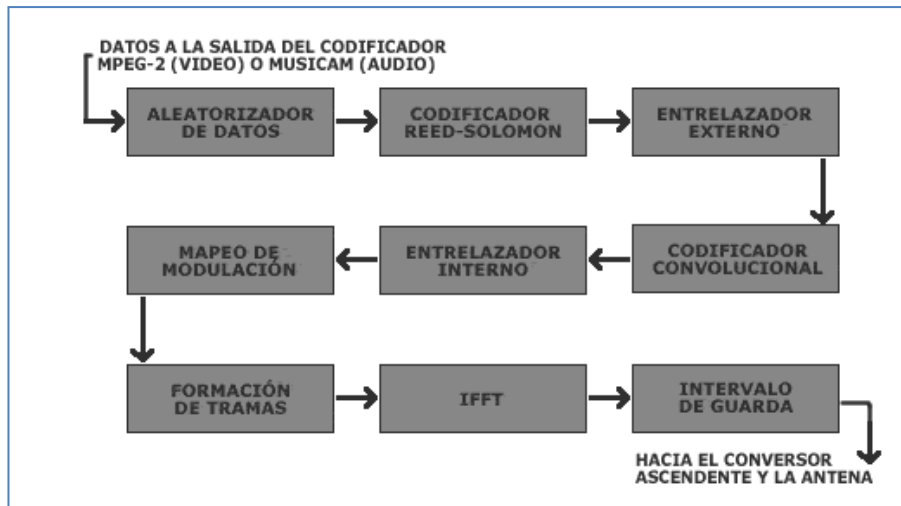 DATOS A LA SALIDA DEL CODIFICADOR
MPEG-2 (VIDEO) O MUSICAM (AUDIO)
ALEATORIZADOR
DE DATOS
CODIFICADOR
REED-SOLOMON
ENTRELAZADOR
EXTERNO
MAPEO DE
MODULACIÓN
ENTRELAZADOR
INTERNO
CODIFICADOR
CONVOLUCIONAL
FORMACIÓN
DE TRAMAS
IFFT
INTERVALO
DE GUARDA
HACIA EL CONVERSOR
ASCENDENTE Y LA ANTENA